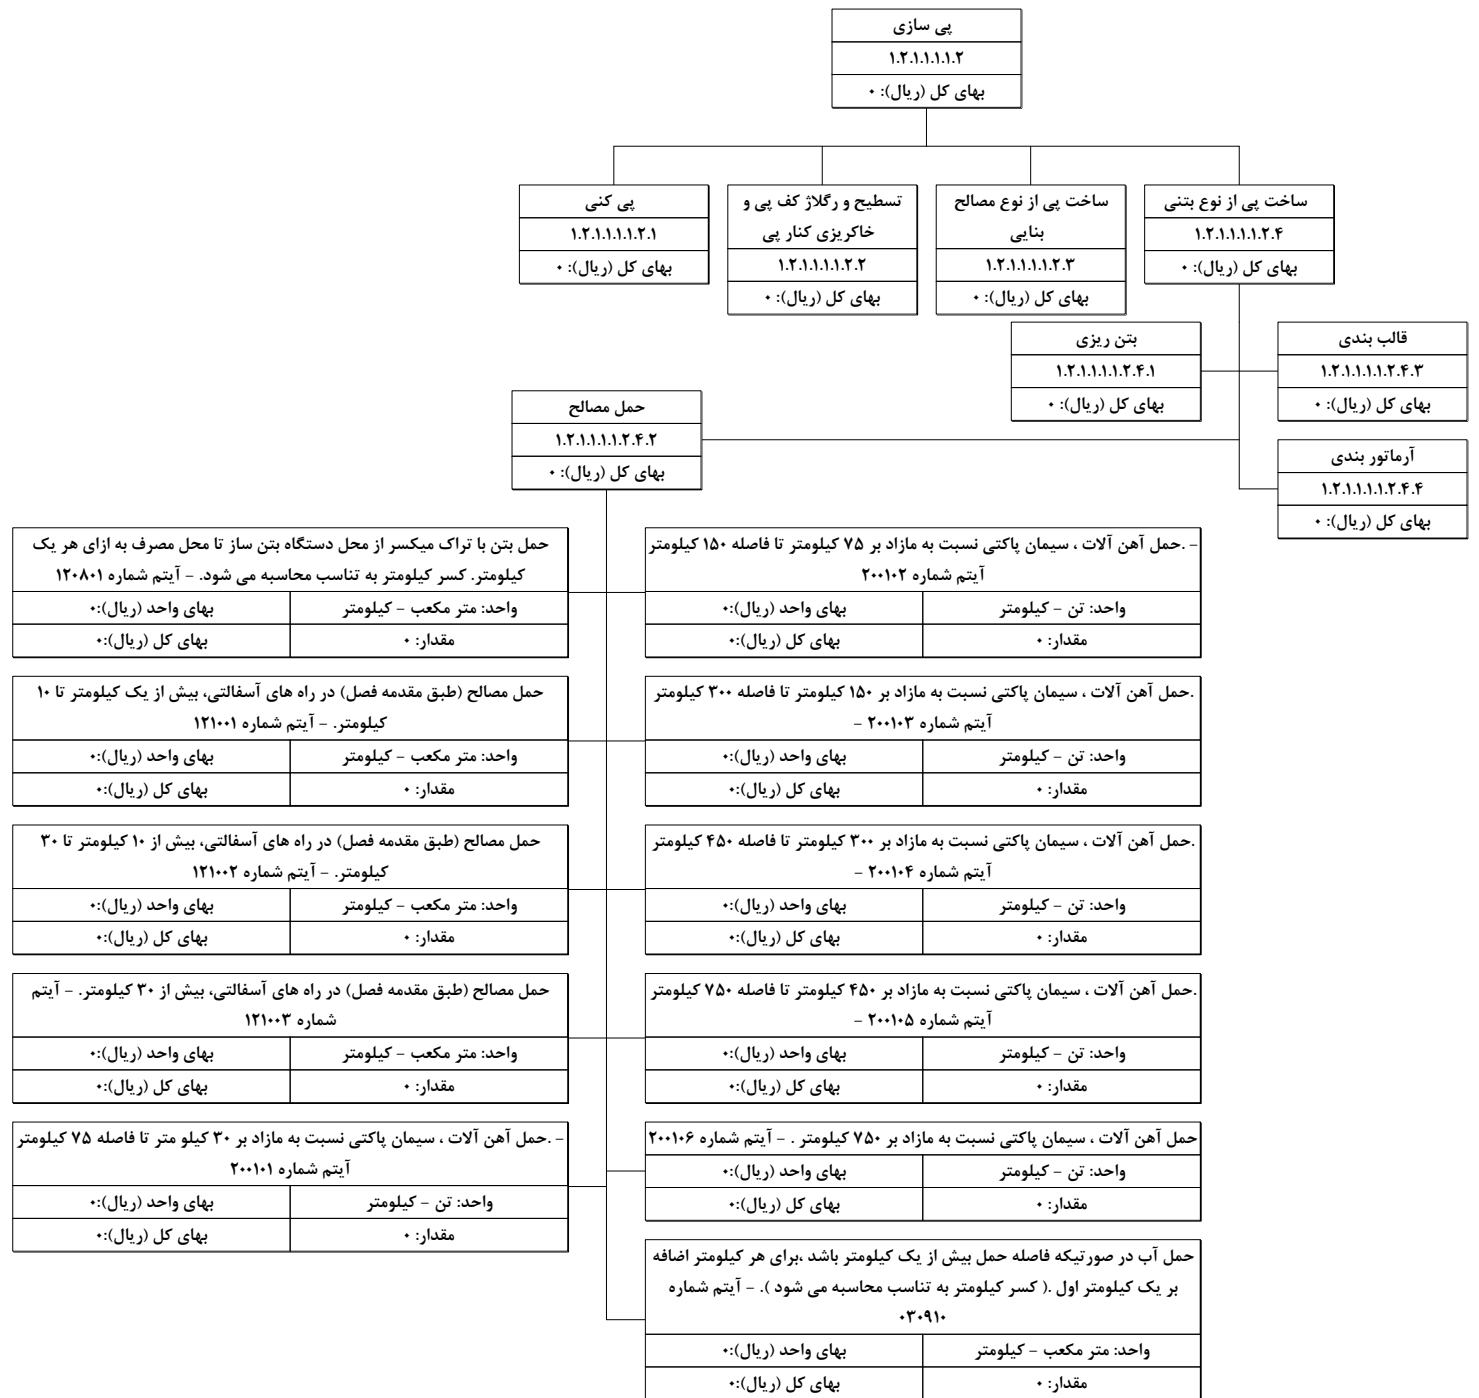 پی سازی
۱.۲.۱.۱.۱.۱.۲
بهای کل (ریال): ۰
ساخت پی از نوع بتنی
۱.۲.۱.۱.۱.۱.۲.۴
بهای کل (ریال): ۰
ساخت پی از نوع مصالح
بنایی
۱.۲.۱.۱.۱.۱.۲.۳
بهای کل (ریال): ۰
تسطیح و رگلاژ کف پی و
خاکریزی کنار پی
۱.۲.۱.۱.۱.۱.۲.۲
بهای کل (ریال): ۰
پی کنی
۱.۲.۱.۱.۱.۱.۲.۱
بهای کل (ریال): ۰
قالب بندی
۱.۲.۱.۱.۱.۱.۲.۴.۳
بهای کل (ریال): ۰
بتن ریزی
۱.۲.۱.۱.۱.۱.۲.۴.۱
بهای کل (ریال): ۰
آرماتور بندی
۱.۲.۱.۱.۱.۱.۲.۴.۴
بهای کل (ریال): ۰
حمل مصالح
۱.۲.۱.۱.۱.۱.۲.۴.۲
بهای کل (ریال): ۰
حمل آهن آلات ، سیمان پاکتی نسبت به مازاد بر ۷۵ کیلومتر تا فاصله ۱۵۰ کیلومتر. –
آیتم شماره ۲۰۰۱۰۲
واحد: تن – کیلومتر
بهای واحد (ریال):۰
مقدار: ۰
بهای کل (ریال):۰
حمل بتن با تراک میکسر از محل دستگاه بتن ساز تا محل مصرف به ازای هر یک
کیلومتر. کسر کیلومتر به تناسب محاسبه می شود. – آیتم شماره ۱۲۰۸۰۱
واحد: متر مکعب – کیلومتر
بهای واحد (ریال):۰
مقدار: ۰
بهای کل (ریال):۰
حمل آهن آلات ، سیمان پاکتی نسبت به مازاد بر ۱۵۰ کیلومتر تا فاصله ۳۰۰ کیلومتر.
– آیتم شماره ۲۰۰۱۰۳
واحد: تن – کیلومتر
بهای واحد (ریال):۰
مقدار: ۰
بهای کل (ریال):۰
حمل مصالح (طبق مقدمه فصل) در راه های آسفالتی، بیش از یک کیلومتر تا ۱۰
کیلومتر. – آیتم شماره ۱۲۱۰۰۱
واحد: متر مکعب – کیلومتر
بهای واحد (ریال):۰
مقدار: ۰
بهای کل (ریال):۰
حمل آهن آلات ، سیمان پاکتی نسبت به مازاد بر ۳۰۰ کیلومتر تا فاصله ۴۵۰ کیلومتر.
– آیتم شماره ۲۰۰۱۰۴
واحد: تن – کیلومتر
بهای واحد (ریال):۰
مقدار: ۰
بهای کل (ریال):۰
حمل مصالح (طبق مقدمه فصل) در راه های آسفالتی، بیش از ۱۰ کیلومتر تا ۳۰
کیلومتر. – آیتم شماره ۱۲۱۰۰۲
واحد: متر مکعب – کیلومتر
بهای واحد (ریال):۰
مقدار: ۰
بهای کل (ریال):۰
حمل آهن آلات ، سیمان پاکتی نسبت به مازاد بر ۴۵۰ کیلومتر تا فاصله ۷۵۰ کیلومتر.
– آیتم شماره ۲۰۰۱۰۵
واحد: تن – کیلومتر
بهای واحد (ریال):۰
مقدار: ۰
بهای کل (ریال):۰
حمل مصالح (طبق مقدمه فصل) در راه های آسفالتی، بیش از ۳۰ کیلومتر. – آیتم
شماره ۱۲۱۰۰۳
واحد: متر مکعب – کیلومتر
بهای واحد (ریال):۰
مقدار: ۰
بهای کل (ریال):۰
حمل آهن آلات ، سیمان پاکتی نسبت به مازاد بر ۷۵۰ کیلومتر . – آیتم شماره ۲۰۰۱۰۶
واحد: تن – کیلومتر
بهای واحد (ریال):۰
مقدار: ۰
بهای کل (ریال):۰
حمل آهن آلات ، سیمان پاکتی نسبت به مازاد بر ۳۰ کیلو متر تا فاصله ۷۵ کیلومتر. –
آیتم شماره ۲۰۰۱۰۱
واحد: تن – کیلومتر
بهای واحد (ریال):۰
مقدار: ۰
بهای کل (ریال):۰
حمل آب در صورتیکه فاصله حمل بیش از یک کیلومتر باشد ،برای هر کیلومتر اضافه
بر یک کیلومتر اول .( کسر کیلومتر به تناسب محاسبه می شود ). – آیتم شماره
۰۳۰۹۱۰
واحد: متر مکعب – کیلومتر
بهای واحد (ریال):۰
مقدار: ۰
بهای کل (ریال):۰